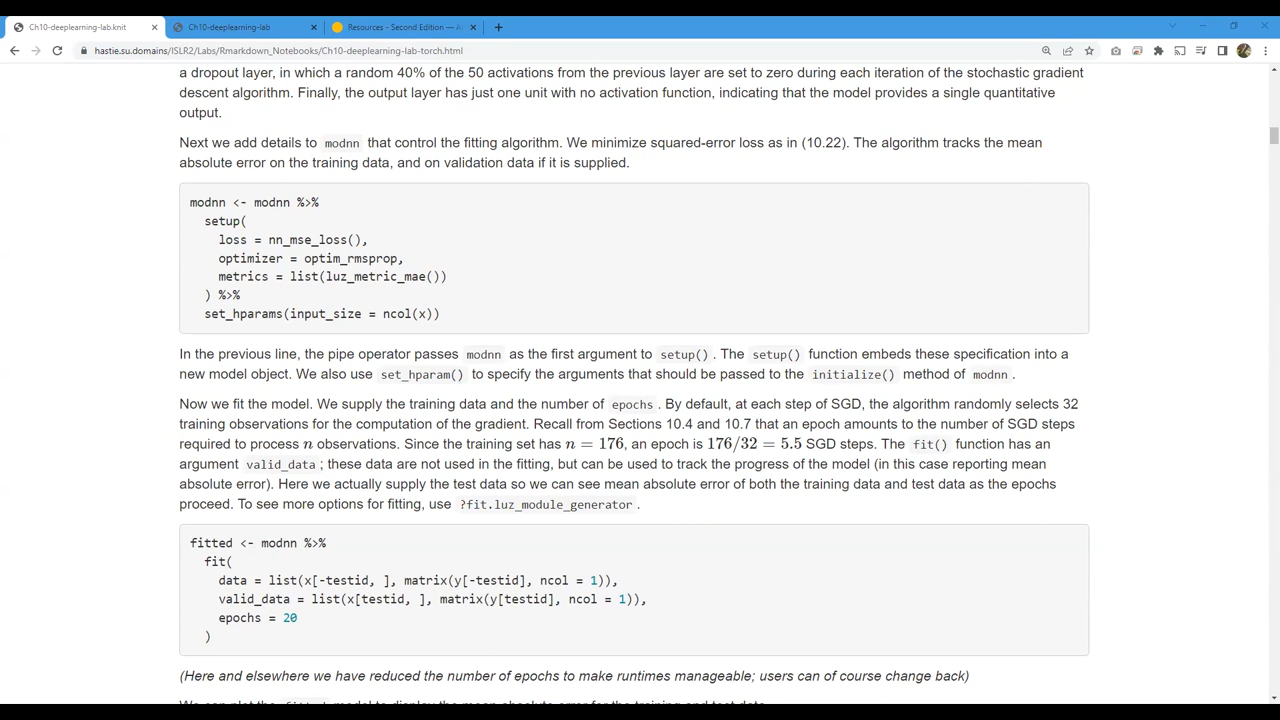 Ch10-deeplearning-lab.knit
Ch10-deeplearning-lab
Resources - Second Edition —
hastie.su.domains/ISLR2/Labs/Rmarkdown_Notebooks/Ch10-deeplearning-lab-torch.html
a dropout layer, in which a random 40% of the 50 activations from the previous layer are set to zero during each iteration of the stochastic gradient
descent algorithm. Finally, the output layer has just one unit with no activation function, indicating that the model provides a single quantitative
output.
Next we add details to modnn that control the fitting algorithm. We minimize squared-error loss as in (10.22). The algorithm tracks the mean
absolute error on the training data, and on validation data if it is supplied.
modnn <- modnn %>%
setup(
loss = nn_mse_loss(),
optimizer = optim_rmsprop,
metrics = list(luz_metric_mae())
) %>%
set_hparams(input_size = ncol(x))
In the previous line, the pipe operator passes modnn as the first argument to setup() . The setup() function embeds these specification into a
new model object. We also use set_hparam() to specify the arguments that should be passed to the initialize() method of modnn .
Now we fit the model. We supply the training data and the number of epochs . By default, at each step of SGD, the algorithm randomly selects 32
training observations for the computation of the gradient. Recall from Sections 10.4 and 10.7 that an epoch amounts to the number of SGD steps
required to process n observations. Since the training set has n = 176, an epoch is 176/32 = 5.5 SGD steps. The fit() function has an
argument valid_data ; these data are not used in the fitting, but can be used to track the progress of the model (in this case reporting mean
absolute error). Here we actually supply the test data so we can see mean absolute error of both the training data and test data as the epochs
proceed. To see more options for fitting, use ?fit.luz_module_generator .
fitted <- modnn %>%
fit(
data = list(x[-testid, ], matrix(y[-testid], ncol = 1)),
valid_data = list(x[testid, ], matrix(y[testid], ncol = 1)),
epochs = 20
)
(Here and elsewhere we have reduced the number of epochs to make runtimes manageable; users can of course change back)
We can plot the fitted model to display the mean absolute error for the training and test data.